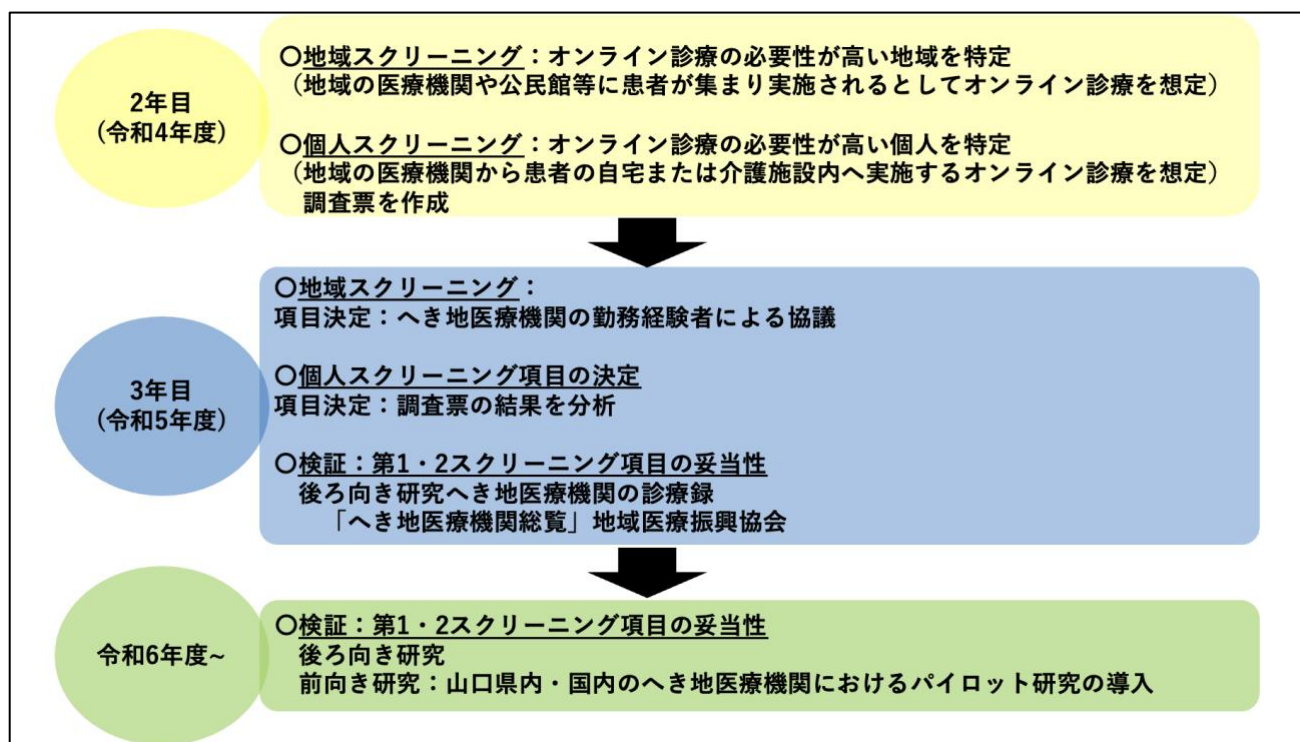 2年目
(令和4年度)
〇地域スクリーニング：オンライン診療の必要性が高い地域を特定
（地域の医療機関や公民館等に患者が集まり実施されるとしてオンライン診療を想定）
〇個人スクリーニング：オンライン診療の必要性が高い個人を特定
（地域の医療機関から患者の自宅または介護施設内へ実施するオンライン診療を想定）
調査票を作成
3年目
(令和5年度)
〇地域スクリーニング：
項目決定：へき地医療機関の勤務経験者による協議
〇個人スクリーニング項目の決定
項目決定：調査票の結果を分析
〇検証：第1・2スクリーニング項目の妥当性
後ろ向き研究へき地医療機関の診療録
「へき地医療機関総覧」地域医療振興協会
令和6年度~
〇検証：第1・2スクリーニング項目の妥当性
後ろ向き研究
前向き研究：山口県内・国内のへき地医療機関におけるパイロット研究の導入